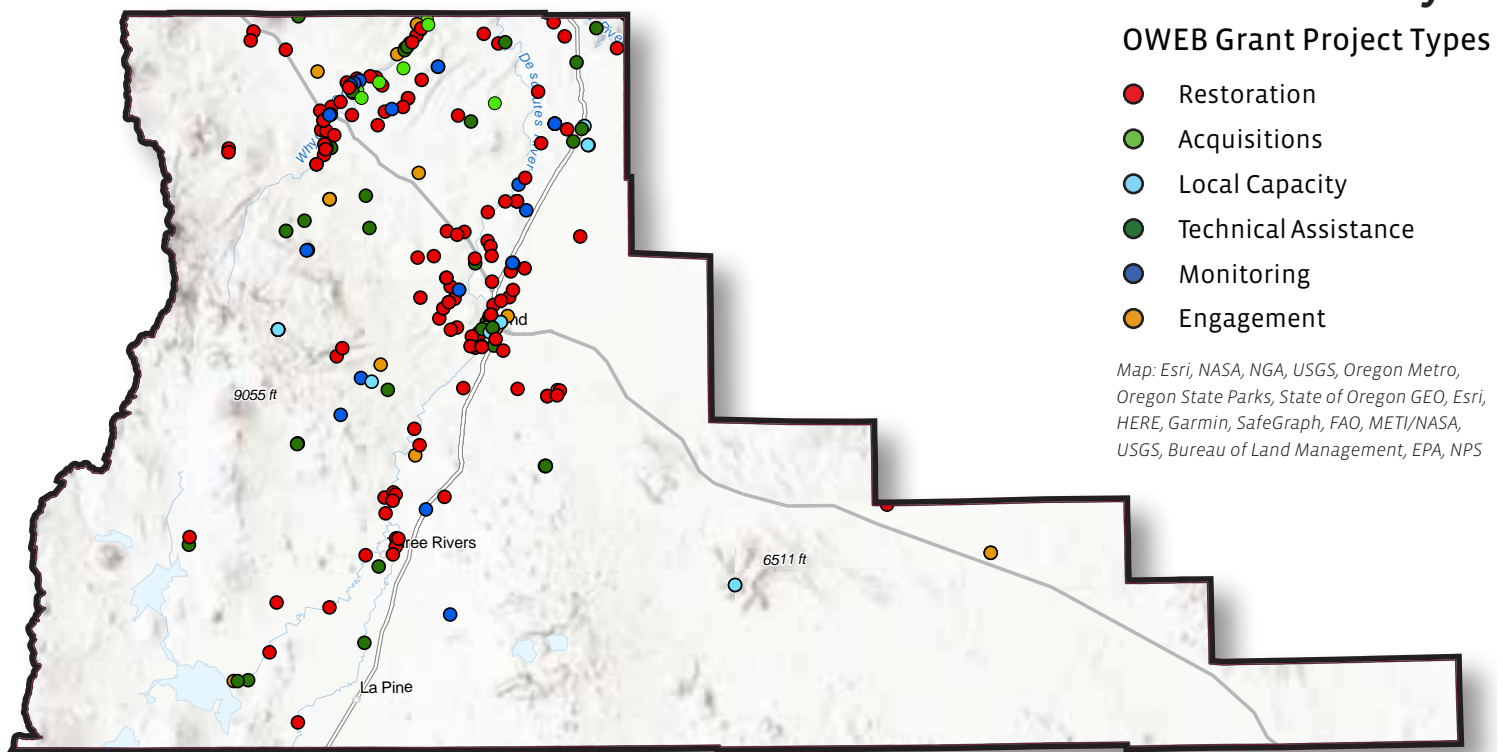 OWEB Grant Project Types
Restoration
Acquisitions
Local Capacity
Technical Assistance
Monitoring
Engagement
Map: Esri, NASA, NGA, USGS, Oregon Metro,
Oregon State Parks, State of Oregon GEO, Esri,
HERE, Garmin, SafeGraph, FAO, METI/NASA,
USGS, Bureau of Land Management, EPA, NPS
Deschutes River
9055 ft
6511 ft
La Pine